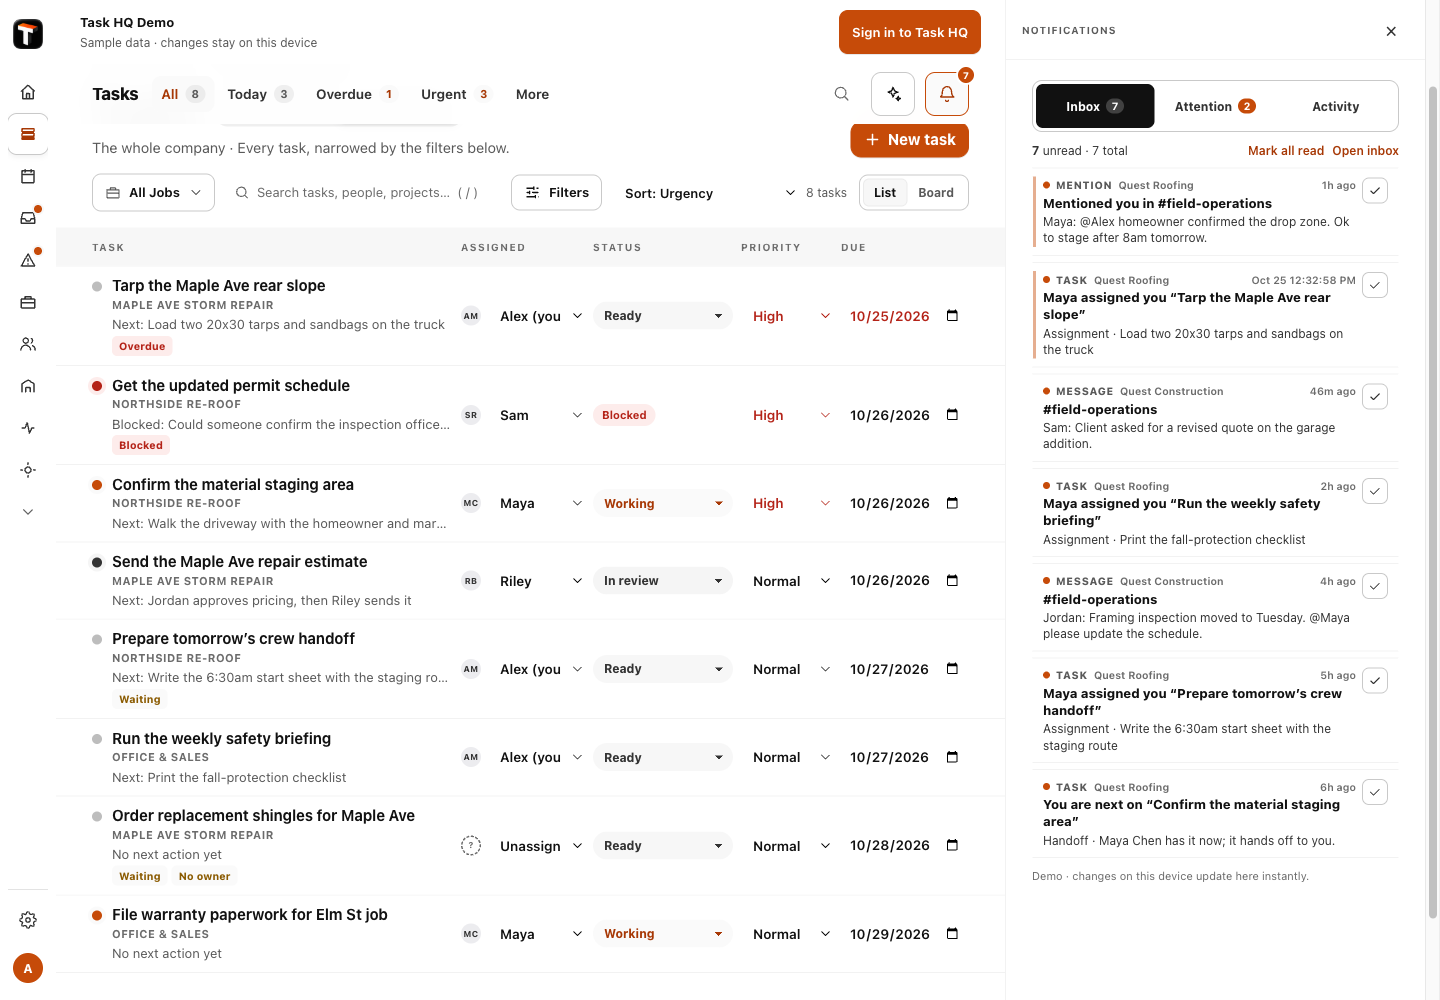 Task HQ Demo
Sample data · changes stay on this device
Sign in to Task HQ
Tasks
All 8
Today 3
Overdue 1
Urgent 3
More
7
The whole company · Every task, narrowed by the filters below.
+ New task
All Jobs
Search tasks, people, projects... ( / )
Filters
Sort: Urgency
8 tasks
List
Board
TASK ASSIGNED STATUS PRIORITY DUE
Tarp the Maple Ave rear slope
MAPLE AVE STORM REPAIR
Next: Load two 20x30 tarps and sandbags on the truck
Overdue
AM Alex (you Ready High 10/25/2026
Get the updated permit schedule
NORTHSIDE RE-ROOF
Blocked: Could someone confirm the inspection office...
Blocked
SR Sam Blocked High 10/26/2026
Confirm the material staging area
NORTHSIDE RE-ROOF
Next: Walk the driveway with the homeowner and mar...
MC Maya Working High 10/26/2026
Send the Maple Ave repair estimate
MAPLE AVE STORM REPAIR
Next: Jordan approves pricing, then Riley sends it
RB Riley In review Normal 10/26/2026
Prepare tomorrow's crew handoff
NORTHSIDE RE-ROOF
Next: Write the 6:30am start sheet with the staging ro...
Waiting
AM Alex (you Ready Normal 10/27/2026
Run the weekly safety briefing
OFFICE & SALES
Next: Print the fall-protection checklist
AM Alex (you Ready Normal 10/27/2026
Order replacement shingles for Maple Ave
MAPLE AVE STORM REPAIR
No next action yet
Waiting No owner
? Unassign Ready Normal 10/28/2026
File warranty paperwork for Elm St job
OFFICE & SALES
No next action yet
MC Maya Working Normal 10/29/2026
A
NOTIFICATIONS
Inbox 7
Attention 2
Activity
7 unread · 7 total
Mark all read Open inbox
MENTION Quest Roofing 1h ago
Mentioned you in #field-operations
Maya: @Alex homeowner confirmed the drop zone. Ok
to stage after 8am tomorrow.
TASK Quest Roofing Oct 25 12:32:58 PM
Maya assigned you “Tarp the Maple Ave rear
slope”
Assignment · Load two 20x30 tarps and sandbags on
the truck
MESSAGE Quest Construction 46m ago
#field-operations
Sam: Client asked for a revised quote on the garage
addition.
TASK Quest Roofing 2h ago
Maya assigned you “Run the weekly safety
briefing”
Assignment · Print the fall-protection checklist
MESSAGE Quest Construction 4h ago
#field-operations
Jordan: Framing inspection moved to Tuesday. @Maya
please update the schedule.
TASK Quest Roofing 5h ago
Maya assigned you “Prepare tomorrow's crew
handoff”
Assignment · Write the 6:30am start sheet with the
staging route
TASK Quest Roofing 6h ago
You are next on “Confirm the material staging
area”
Handoff · Maya Chen has it now; it hands off to you.
Demo · changes on this device update here instantly.